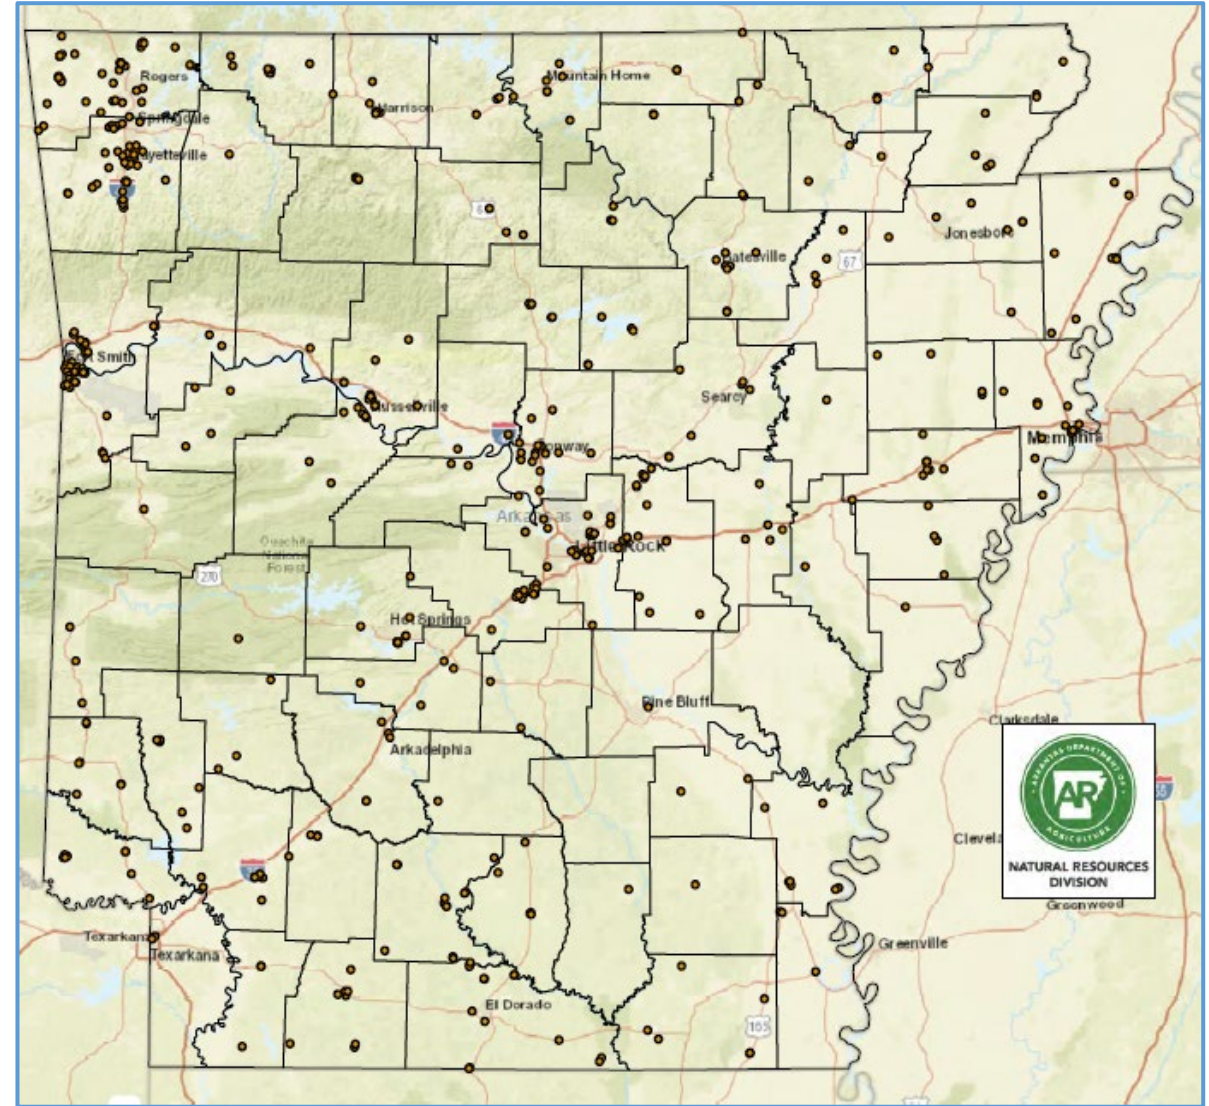 Rogers
Mountain Home
Harrison
Springdale
Fayetteville
Jonesboro
Batesville
67
Fort Smith
Russellville
Searcy
Conway
Memphis
Arkansas
Little Rock
Ouachita
National
Forest
270
Hot Springs
Pine Bluff
Clarksdale
Arkadelphia
ARKANSAS DEPARTMENT OF
AR
AGRICULTURE
55
Clevela
NATURAL RESOURCES
DIVISION
Greenwood
Texarkana
Greenville
Texarkana
El Dorado
165